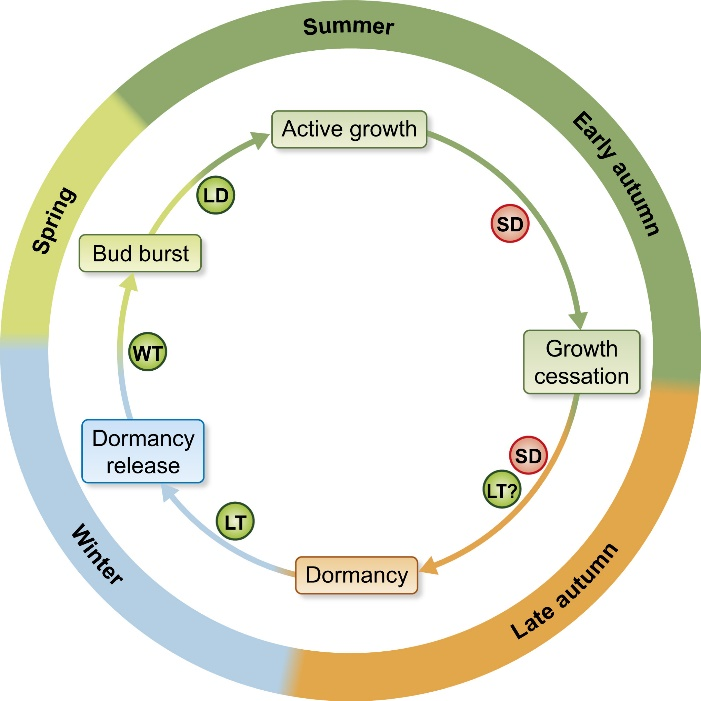 Summer
Early autumn
Late autumn
Winter
Spring
Active growth
SD
Growth
cessation
SD
LT?
Dormancy
LT
Dormancy
release
WT
Bud burst
LD